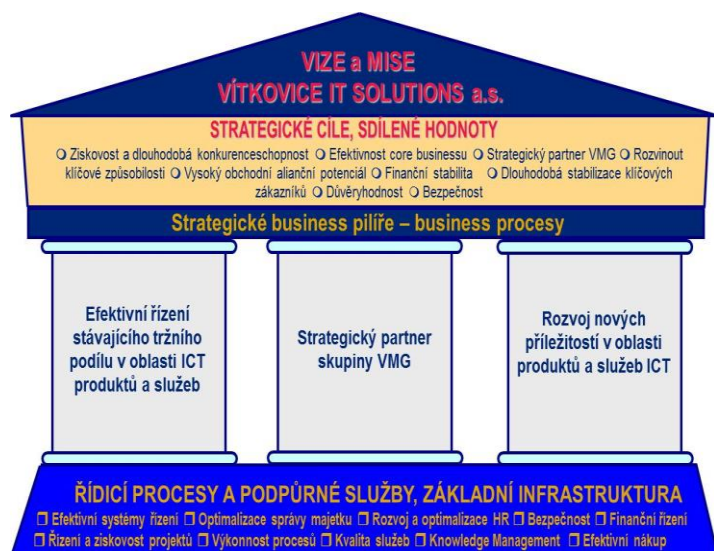 VIZE a MISE
VÍTKOVICE IT SOLUTIONS a.s.
STRATEGICKÉ CÍLE, SDÍLENÉ HODNOTY
❍ Ziskovost a dlouhodobá konkurenceschopnost ❍ Efektivnost core businessu ❍ Strategický partner VMG ❍ Rozvinout
klíčové způsobilosti ❍ Vysoký obchodní alianční potenciál ❍ Finanční stabilita ❍ Dlouhodobá stabilizace klíčových
zákazníků ❍ Důvěryhodnost ❍ Bezpečnost
Strategické business pilíře – business procesy
Efektivní řízení
stávajícího tržního
podílu v oblasti ICT
produktů a služeb
Strategický partner
skupiny VMG
Rozvoj nových
příležitostí v oblasti
produktů a služeb ICT
ŘÍDICÍ PROCESY A PODPŮRNÉ SLUŽBY, ZÁKLADNÍ INFRASTRUKTURA
❒ Efektivní systémy řízení ❒ Optimalizace správy majetku ❒ Rozvoj a optimalizace HR ❒ Bezpečnost ❒ Finanční řízení
❒ Řízení a ziskovost projektů ❒ Výkonnost procesů ❒ Kvalita služeb ❒ Knowledge Management ❒ Efektivní nákup